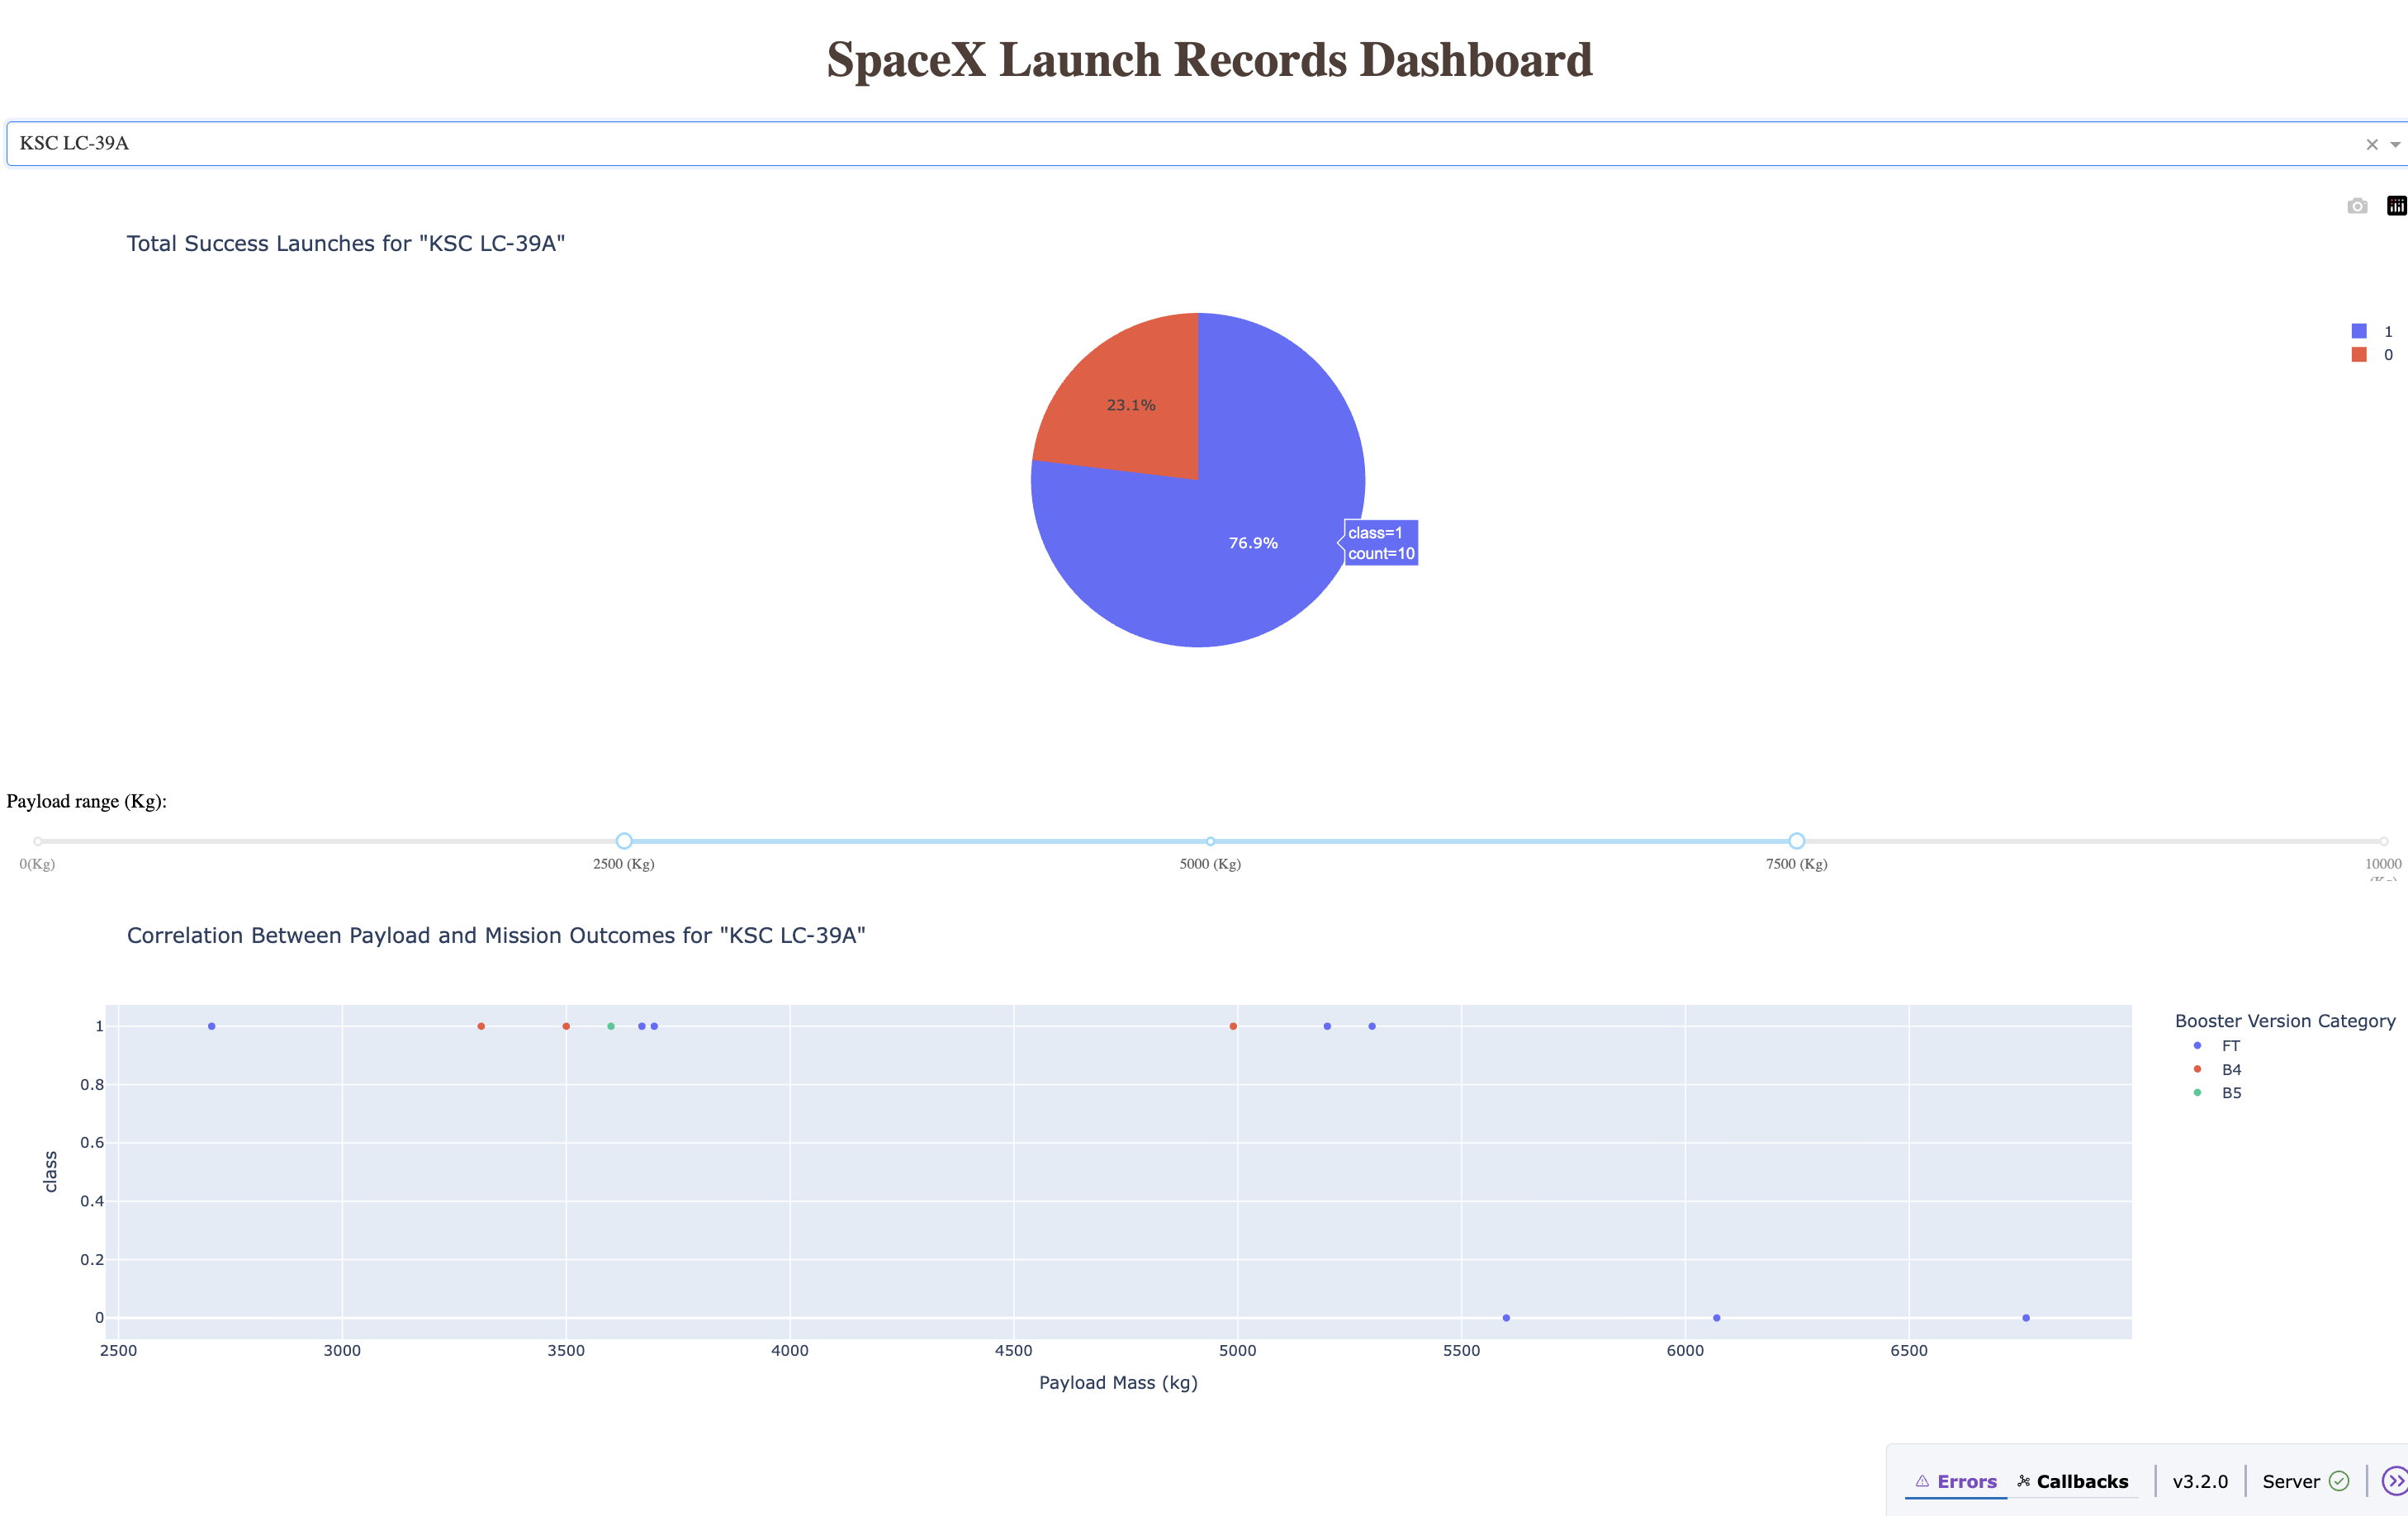 SpaceX Launch Records Dashboard
KSC LC-39A
Total Success Launches for "KSC LC-39A"
1
0
23.1%
76.9%
class=1
count=10
Payload range (Kg):
0(Kg) 2500 (Kg) 5000 (Kg) 7500 (Kg) 10000
(Kg)
Correlation Between Payload and Mission Outcomes for "KSC LC-39A"
Booster Version Category
FT
B4
B5
1
0.8
0.6
0.4
0.2
0
class
2500 3000 3500 4000 4500 5000 5500 6000 6500
Payload Mass (kg)
Errors Callbacks v3.2.0 Server